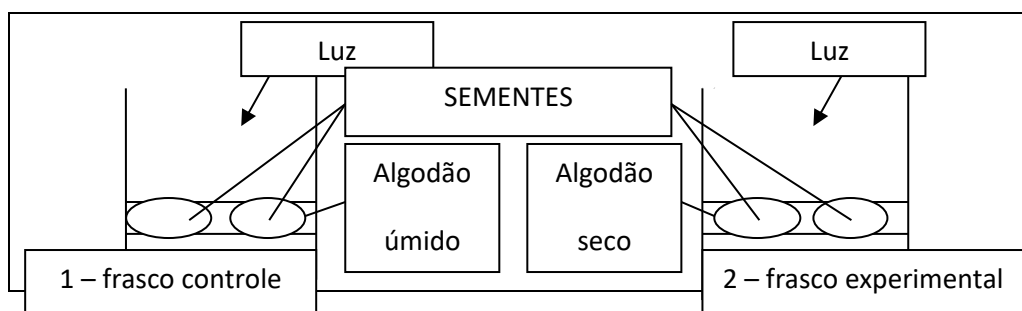 Luz
Luz
SEMENTES
Algodão
úmido
Algodão
seco
1 – frasco controle
2 – frasco experimental